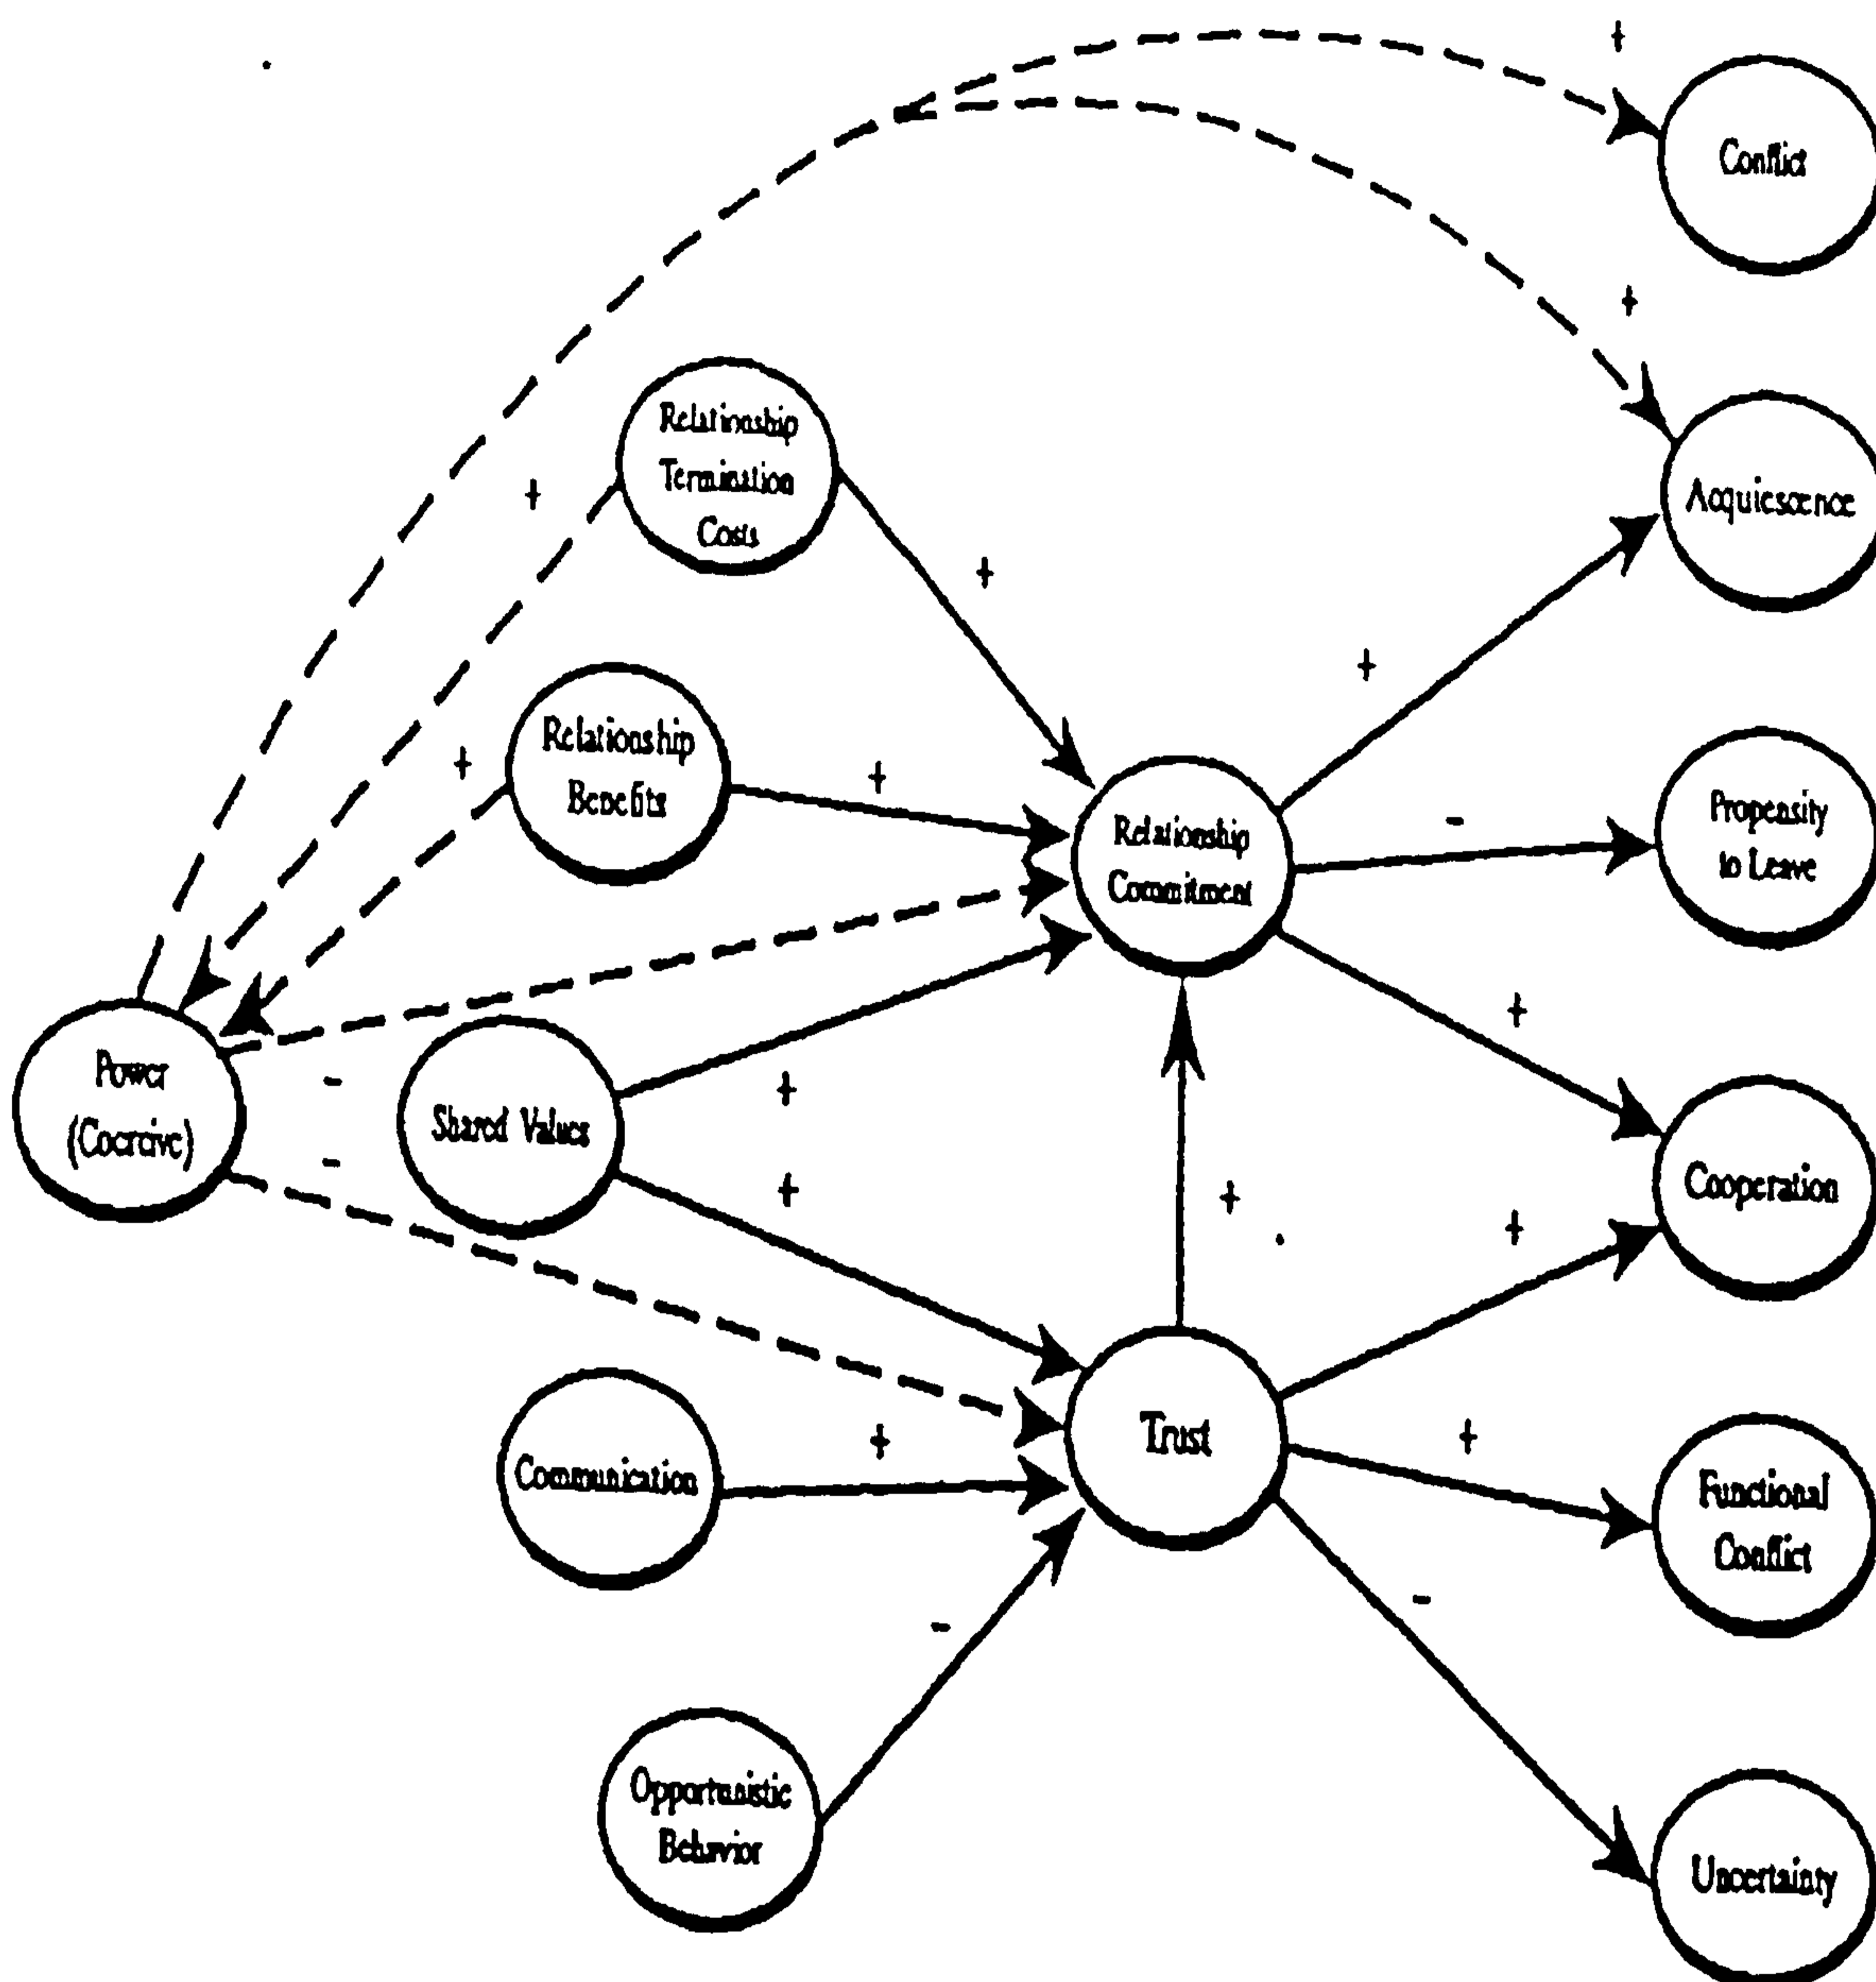 +
Conflict
+
Relationship
Termination
Costs
+
Acquiescence
+
+
Relationship
Benefits
+
+
Relationship
Commitment
-
Propensity
to Leave
+
Power
(Coercive)
-
-
Shared Values
+
+
+
Cooperation
+
Communication
+
Trust
+
Functional
Conflict
-
-
Opportunistic
Behavior
Uncertainty